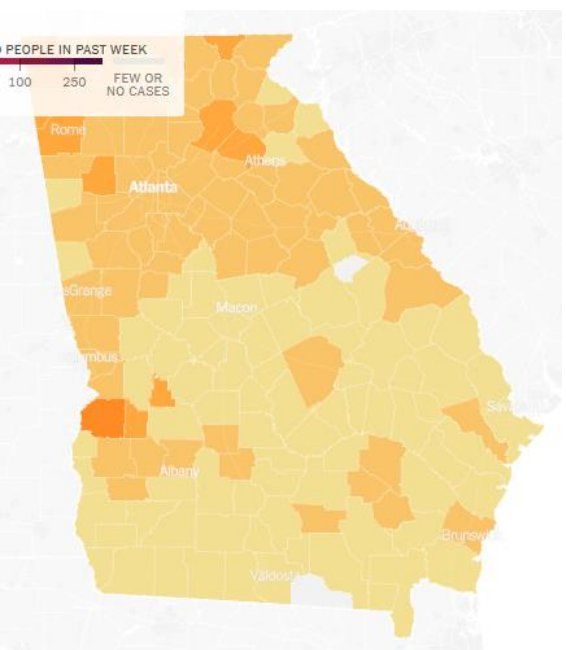 PEOPLE IN PAST WEEK
100 250 FEW OR
NO CASES
Rome
Athens
Atlanta
Macon
Albany
Valdosta